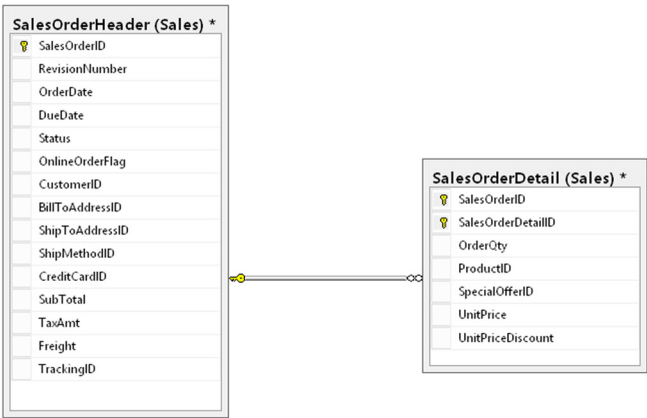 SalesOrderHeader (Sales) *
SalesOrderID
RevisionNumber
OrderDate
DueDate
Status
OnlineOrderFlag
CustomerID
BillToAddressID
ShipToAddressID
ShipMethodID
CreditCardID
SubTotal
TaxAmt
Freight
TrackingID
SalesOrderDetail (Sales) *
SalesOrderID
SalesOrderDetailID
OrderQty
ProductID
SpecialOfferID
UnitPrice
UnitPriceDiscount